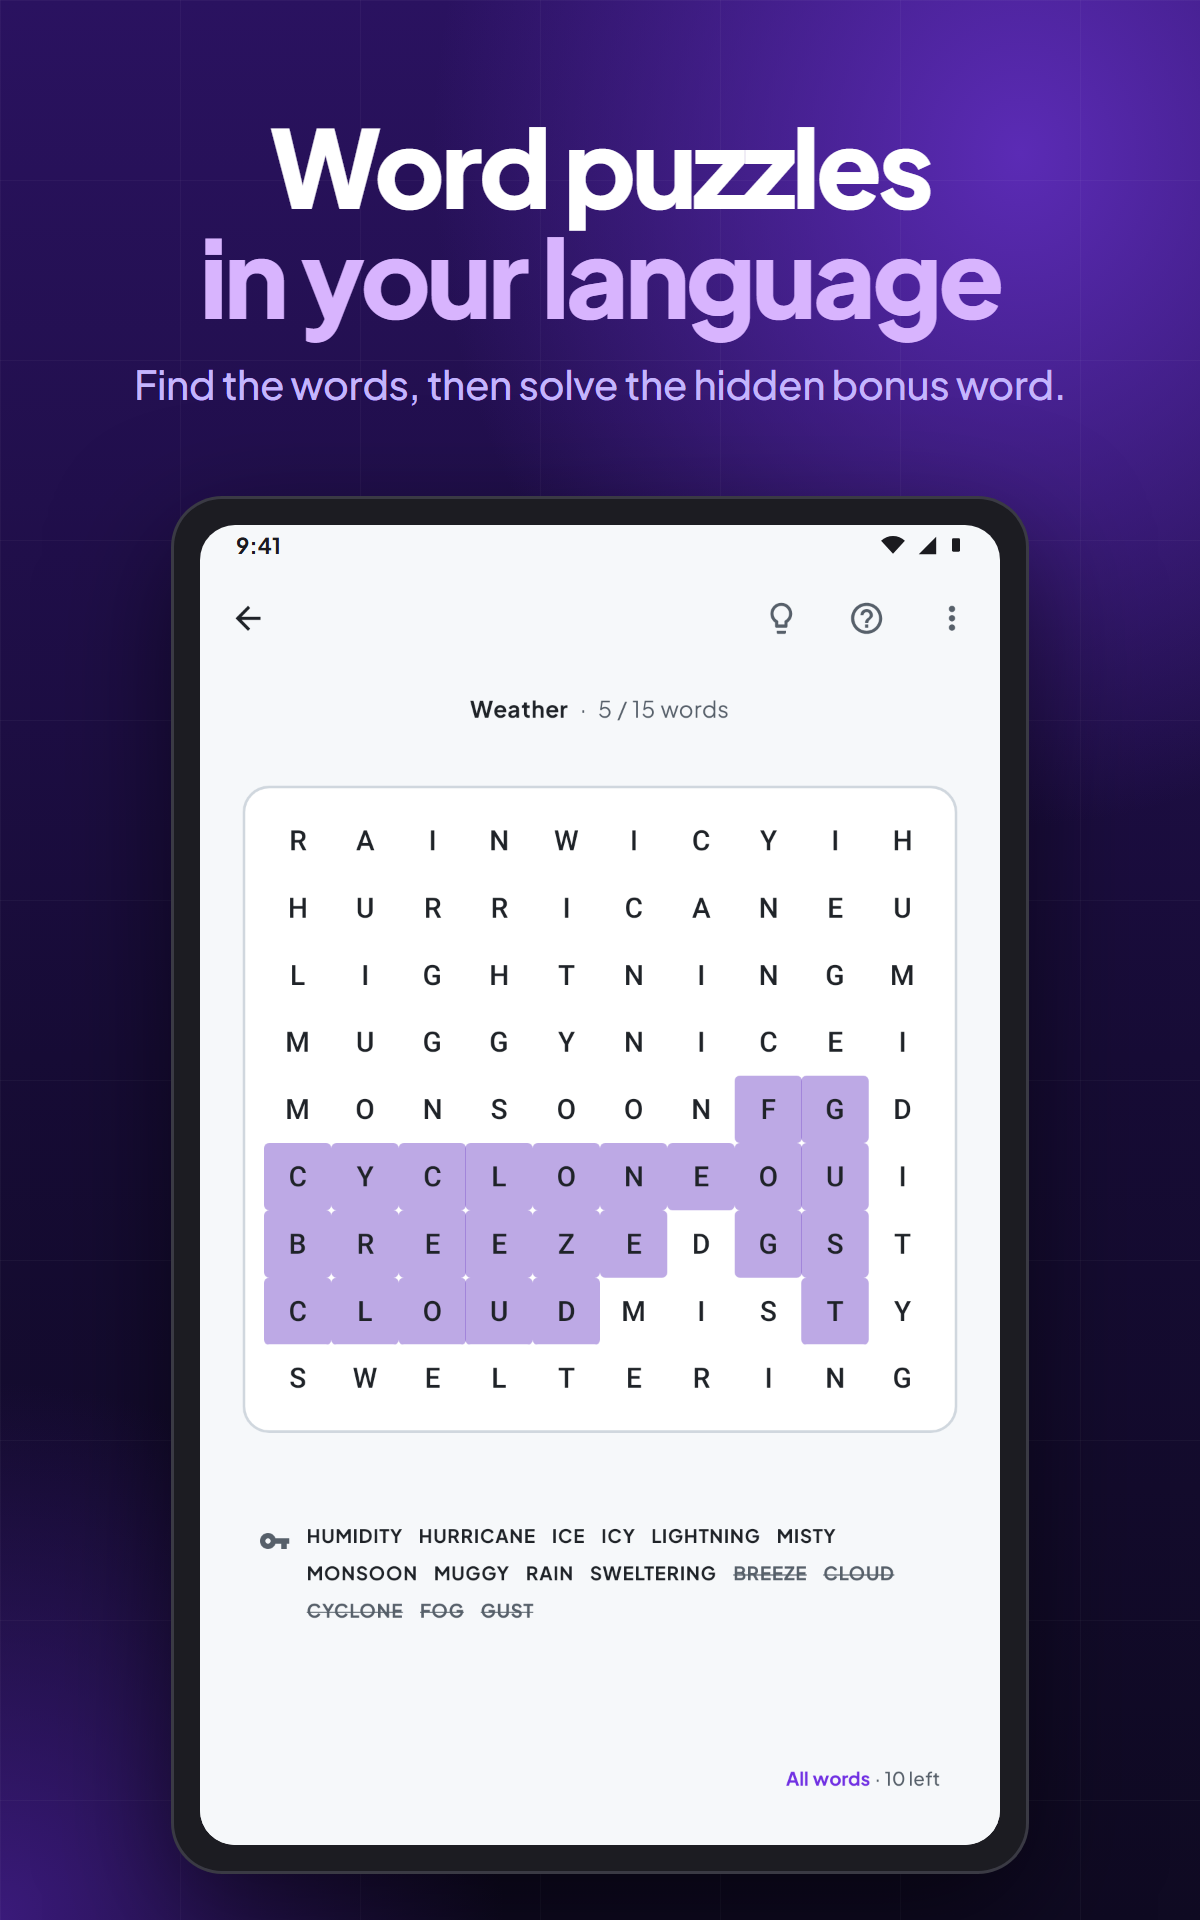 Word puzzles
in your language
Find the words, then solve the hidden bonus word.
9:41
Weather · 5 / 15 words
R A I N W I C Y I H
H U R R I C A N E U
L I G H T N I N G M
M U G G Y N I C E I
M O N S O O N F G D
C Y C L O N E O U I
B R E E Z E D G S T
C L O U D M I S T Y
S W E L T E R I N G
HUMIDITY HURRICANE ICE ICY LIGHTNING MISTY
MONSOON MUGGY RAIN SWELTERING BREEZE CLOUD
CYCLONE FOG GUST
All words · 10 left